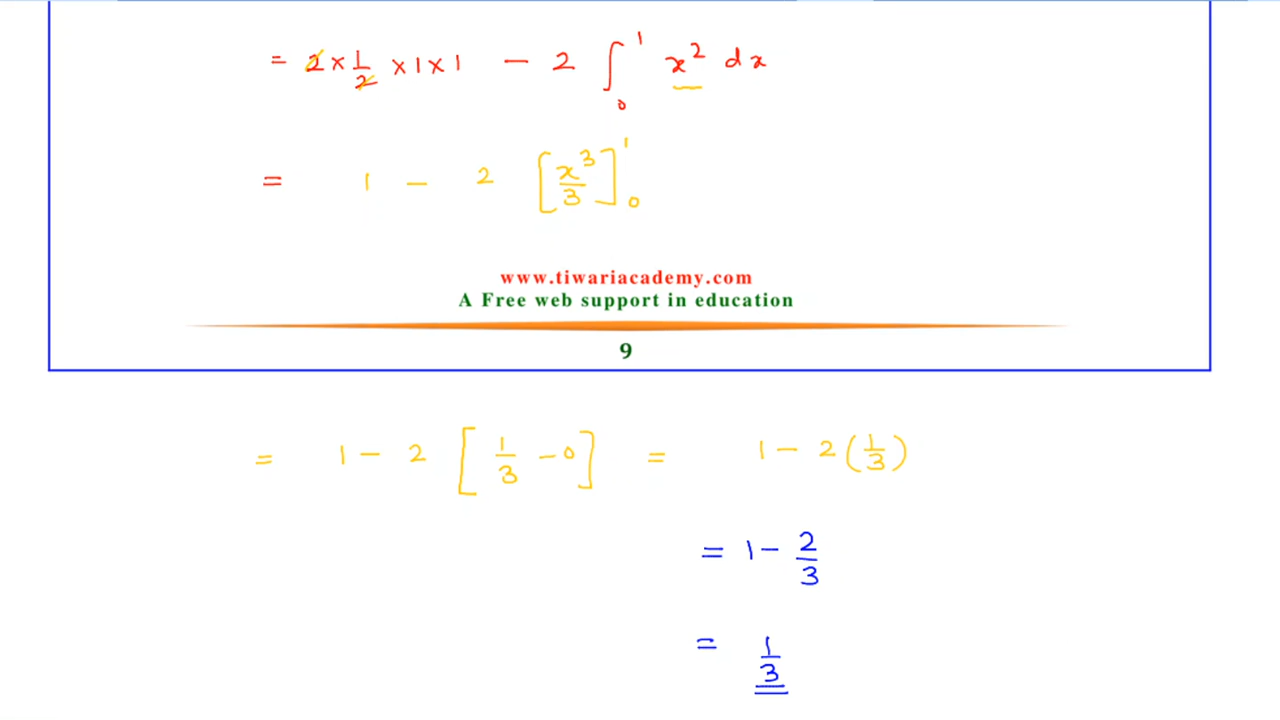 = 2 × 1/2 × 1 × 1 − 2 ∫₀¹ x² dx
= 1 − 2 [x³/3]₀¹
www.tiwariacademy.com
A Free web support in education
9
= 1 − 2 [1/3 − 0] = 1 − 2 (1/3)
= 1 − 2/3
= 1/3